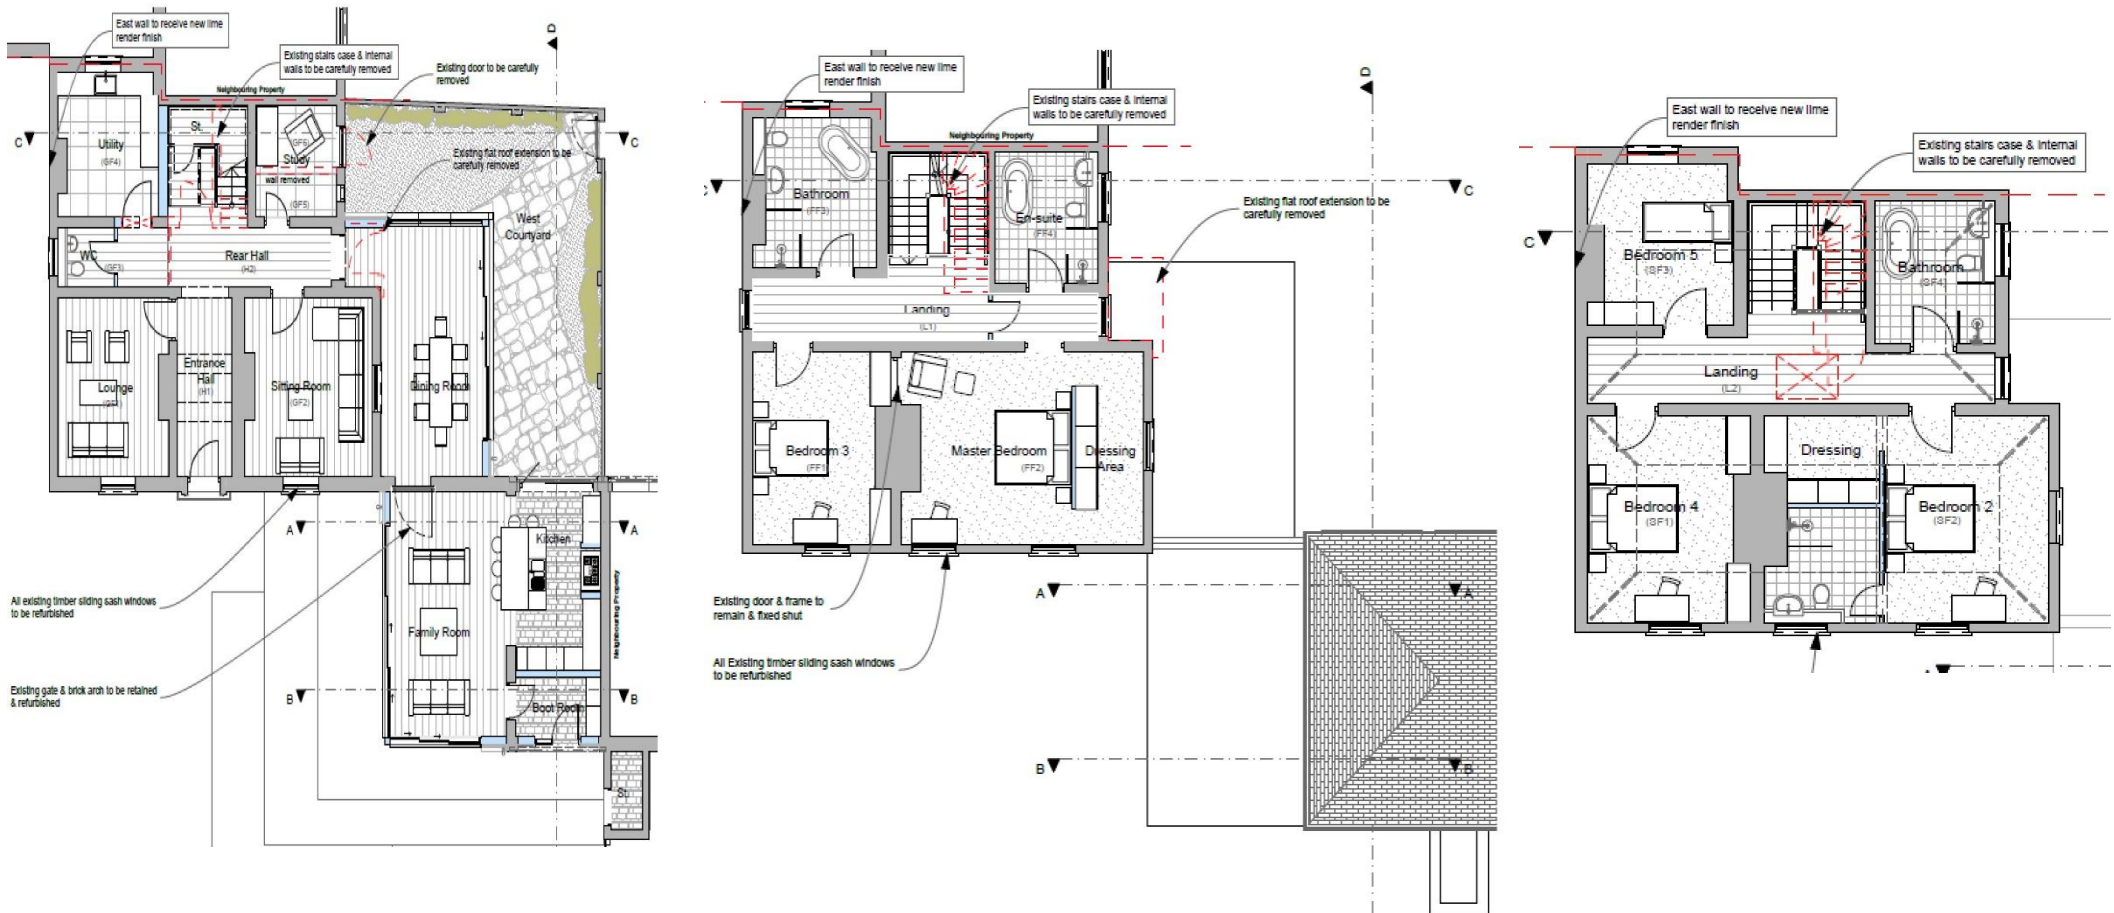 East wall to receive new lime
render finish
Existing stairs case & internal
walls to be carefully removed
Existing door to be carefully
removed
Neighbouring Property
D
C
C
St.
Utility
(GF4)
(GF6)
Study
wall removed
(GF5)
Existing flat roof extension to be
carefully removed
West
Courtyard
WC
(GF3)
Rear Hall
(H2)
Entrance
Hall
(H1)
Lounge
(GF1)
Sitting Room
(GF2)
Dining Room
A
A
Kitchen
All existing timber sliding sash windows
to be refurbished
Family Room
Neighbouring Property
Existing gate & brick arch to be retained
& refurbished
B
B
Boot Room
St.
East wall to receive new lime
render finish
Existing stairs case & internal
walls to be carefully removed
Neighbouring Property
D
C
C
Bathroom
(FF3)
En-suite
(FF4)
Existing flat roof extension to be
carefully removed
Landing
(L1)
Bedroom 3
(FF1)
Master Bedroom
(FF2)
Dressing
Area
Existing door & frame to
remain & fixed shut
A
A
All Existing timber sliding sash windows
to be refurbished
B
B
East wall to receive new lime
render finish
Existing stairs case & internal
walls to be carefully removed
C
C
Bedroom 5
(SF3)
Bathroom
(SF4)
Landing
(L2)
Dressing
Bedroom 4
(SF1)
Bedroom 2
(SF2)